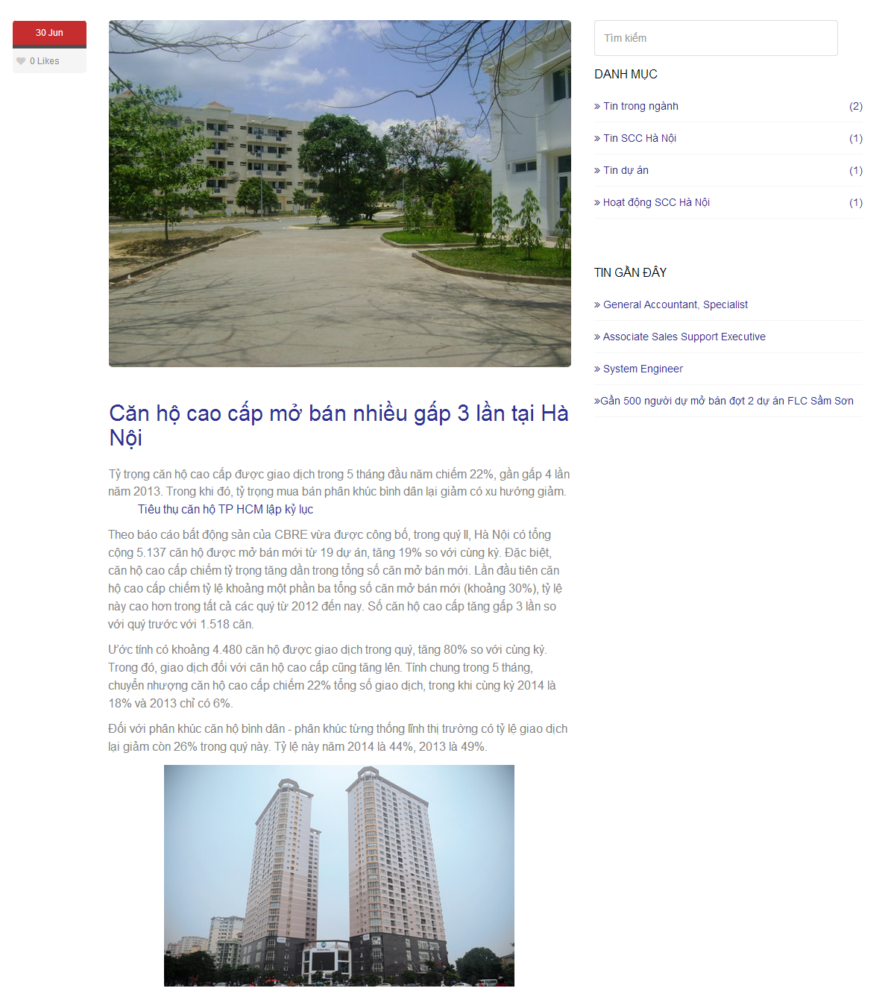 30 Jun
0 Likes
Căn hộ cao cấp mở bán nhiều gấp 3 lần tại Hà
Nội
Tỷ trọng căn hộ cao cấp được giao dịch trong 5 tháng đầu năm chiếm 22%, gần gấp 4 lần
năm 2013. Trong khi đó, tỷ trọng mua bán phân khúc bình dân lại giảm có xu hướng giảm.
Tiêu thụ căn hộ TP HCM lập kỷ lục
Theo báo cáo bất động sản của CBRE vừa được công bố, trong quý II, Hà Nội có tổng
cộng 5.137 căn hộ được mở bán mới từ 19 dự án, tăng 19% so với cùng kỳ. Đặc biệt,
căn hộ cao cấp chiếm tỷ trọng tăng dần trong tổng số căn mở bán mới. Lần đầu tiên căn
hộ cao cấp chiếm tỷ lệ khoảng một phần ba tổng số căn mở bán mới (khoảng 30%), tỷ lệ
này cao hơn trong tất cả các quý từ 2012 đến nay. Số căn hộ cao cấp tăng gấp 3 lần so
với quý trước với 1.518 căn.
Ước tính có khoảng 4.480 căn hộ được giao dịch trong quý, tăng 80% so với cùng kỳ.
Trong đó, giao dịch đối với căn hộ cao cấp cũng tăng lên. Tính chung trong 5 tháng,
chuyển nhượng căn hộ cao cấp chiếm 22% tổng số giao dịch, trong khi cùng kỳ 2014 là
18% và 2013 chỉ có 6%.
Đối với phân khúc căn hộ bình dân - phân khúc từng thống lĩnh thị trường có tỷ lệ giao dịch
lại giảm còn 26% trong quý này. Tỷ lệ này năm 2014 là 44%, 2013 là 49%.
Tìm kiếm
DANH MỤC
» Tin trong ngành (2)
» Tin SCC Hà Nội (1)
» Tin dự án (1)
» Hoạt động SCC Hà Nội (1)
TIN GẦN ĐÂY
» General Accountant, Specialist
» Associate Sales Support Executive
» System Engineer
»Gần 500 người dự mở bán đợt 2 dự án FLC Sầm Sơn